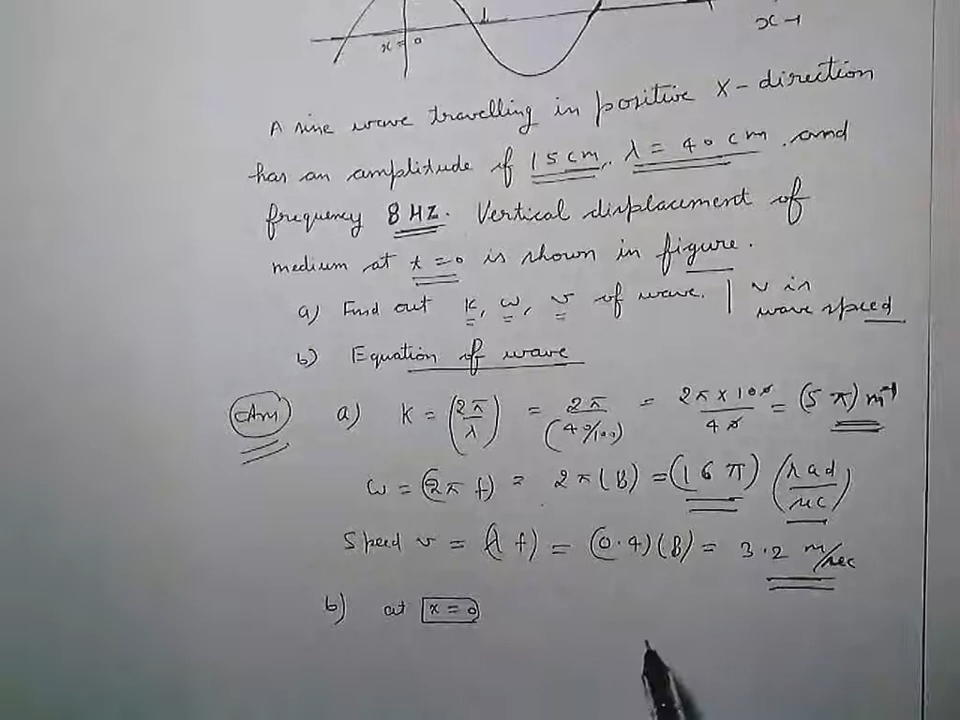 x = 0
A sine wave travelling in positive x-direction
has an amplitude of 15 cm, λ = 40 cm, and
frequency 8 HZ. Vertical displacement of
medium at t = 0 is shown in figure.
a) Find out k, ω, v of wave. | v is
wave speed
b) Equation of wave
Ans a) K = (2π/λ) = 2π/(40/100) = 2π×100/40 = (5π) m⁻¹
ω = (2π f) = 2π(8) = (16π) (rad/sec)
Speed v = (λ f) = (0.4)(8) = 3.2 m/sec
b) at x = 0